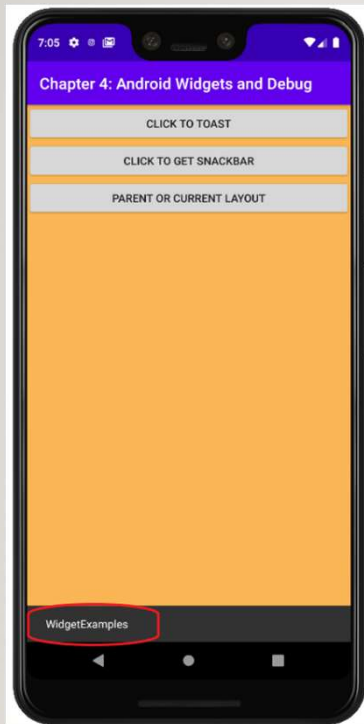 7:05
Chapter 4: Android Widgets and Debug
CLICK TO TOAST
CLICK TO GET SNACKBAR
PARENT OR CURRENT LAYOUT
WidgetExamples